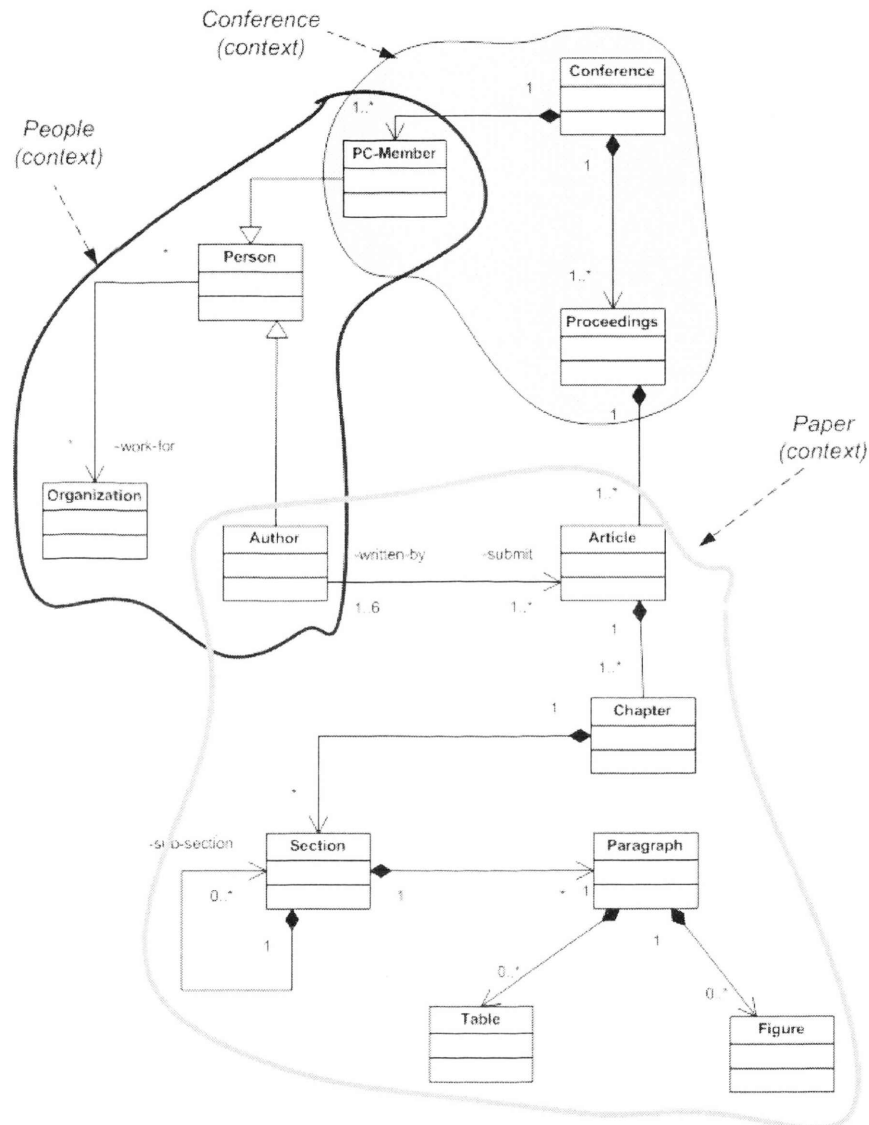 Conference
(context)
Conference
1
1..*
People
(context)
PC-Member
1
*
Person
1..*
Proceedings
1
Paper
(context)
*
-work-for
1..*
Organization
Author
Article
-written-by
-submit
1..6
1..*
1
1..*
1
Chapter
*
-sub-section
Section
Paragraph
0..*
1
*
1
1
1
0..*
0..*
Table
Figure